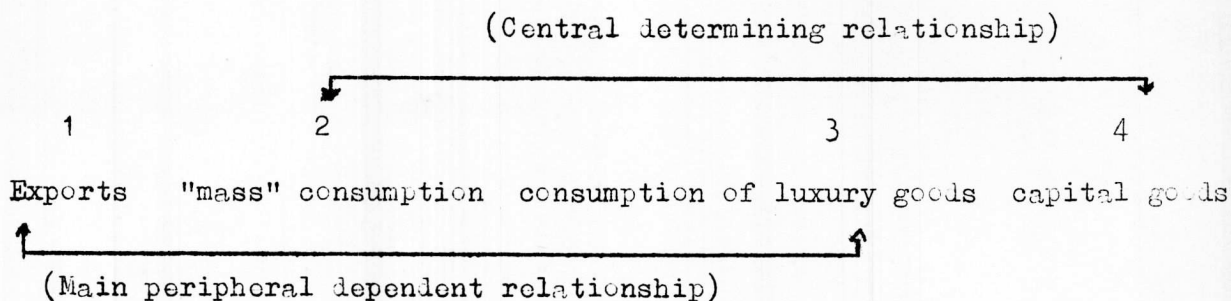 (Central determining relationship)
1 2 3 4
Exports "mass" consumption consumption of luxury goods capital goods
(Main peripheral dependent relationship)